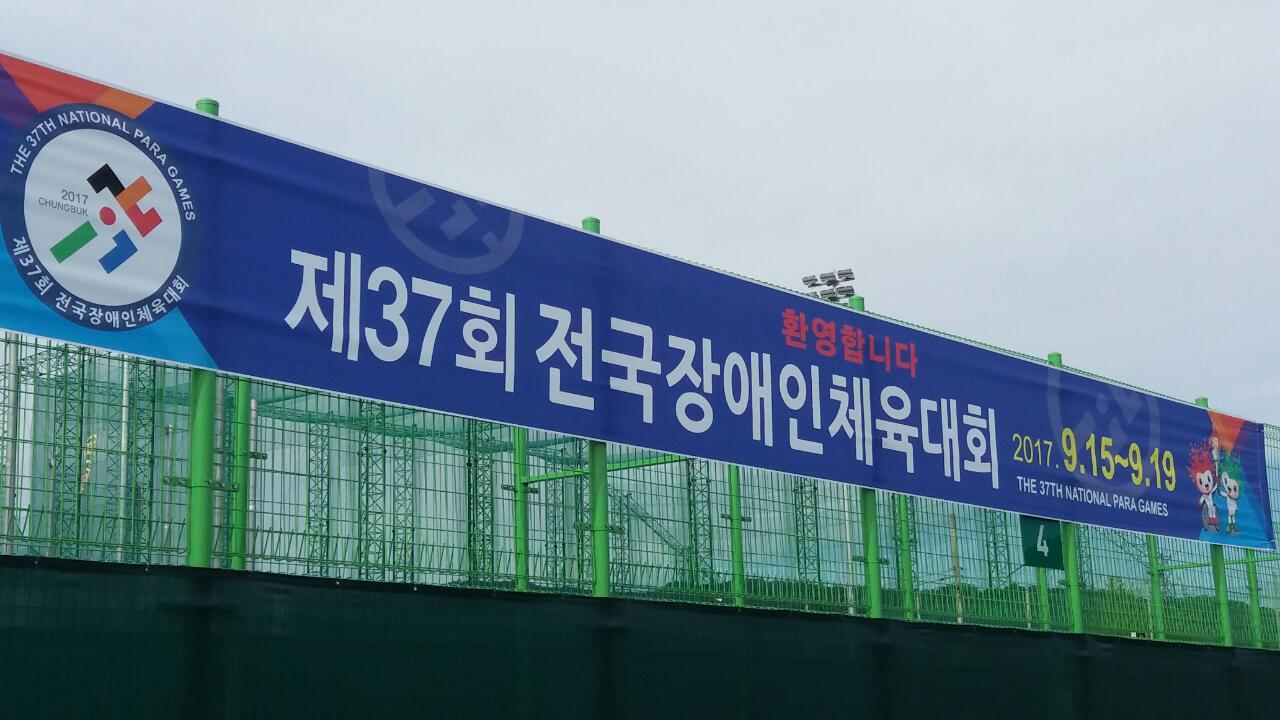 THE 37TH NATIONAL PARA GAMES
2017
CHUNGBUK
제37회 전국장애인체육대회
환영합니다
제37회 전국장애인체육대회
2017. 9.15~9.19
THE 37TH NATIONAL PARA GAMES
4